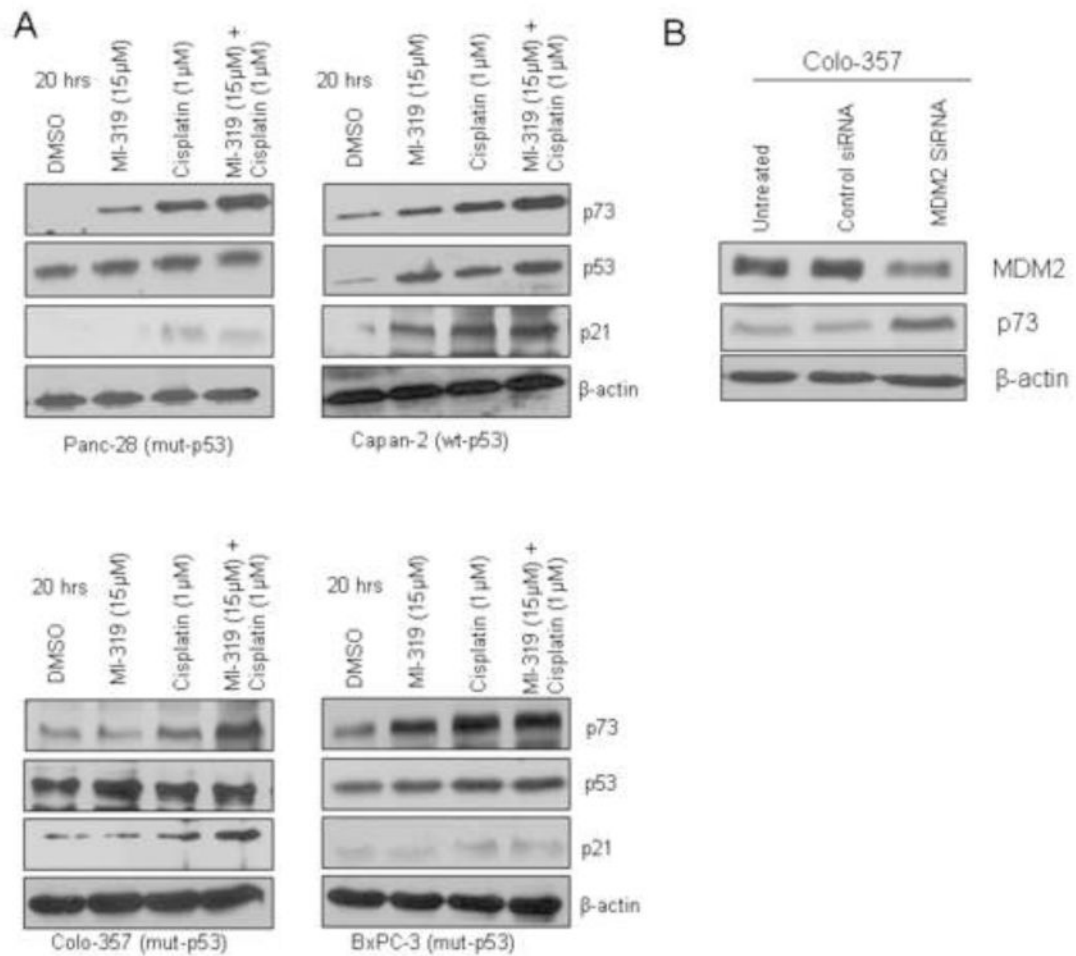 A
20 hrs
DMSO
MI-319 (15µM)
Cisplatin (1µM)
MI-319 (15µM) +
Cisplatin (1µM)
20 hrs
DMSO
MI-319 (15µM)
Cisplatin (1µM)
MI-319 (15µM) +
Cisplatin (1µM)
p73
p53
p21
β-actin
Panc-28 (mut-p53)
Capan-2 (wt-p53)
B
Colo-357
Untreated
Control siRNA
MDM2 SiRNA
MDM2
p73
β-actin
20 hrs
DMSO
MI-319 (15µM)
Cisplatin (1µM)
MI-319 (15µM) +
Cisplatin (1µM)
20 hrs
DMSO
MI-319 (15µM)
Cisplatin (1µM)
MI-319 (15µM) +
Cisplatin (1µM)
p73
p53
p21
β-actin
Colo-357 (mut-p53)
BxPC-3 (mut-p53)